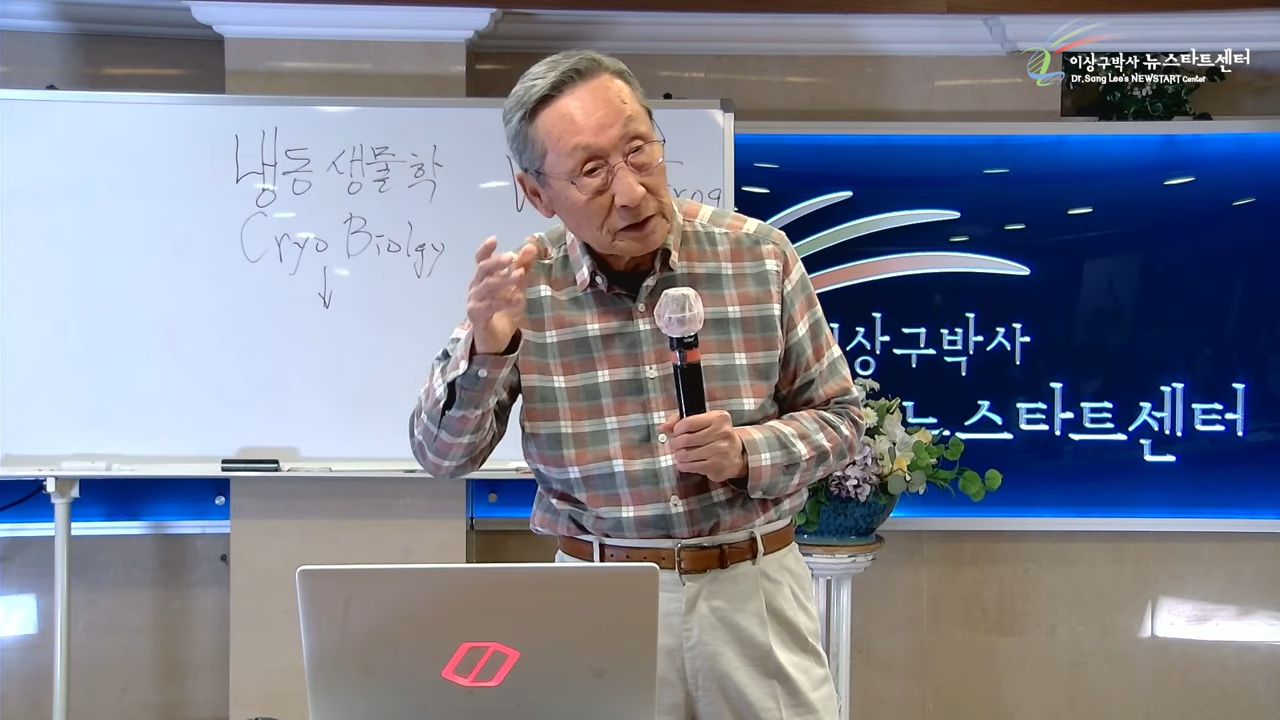 이상구박사 뉴스타트센터
Dr. Sang Lee's NEWSTART Center
냉동 생물학
Cryo Biolgy
frog
상구박사
뉴스타트센터